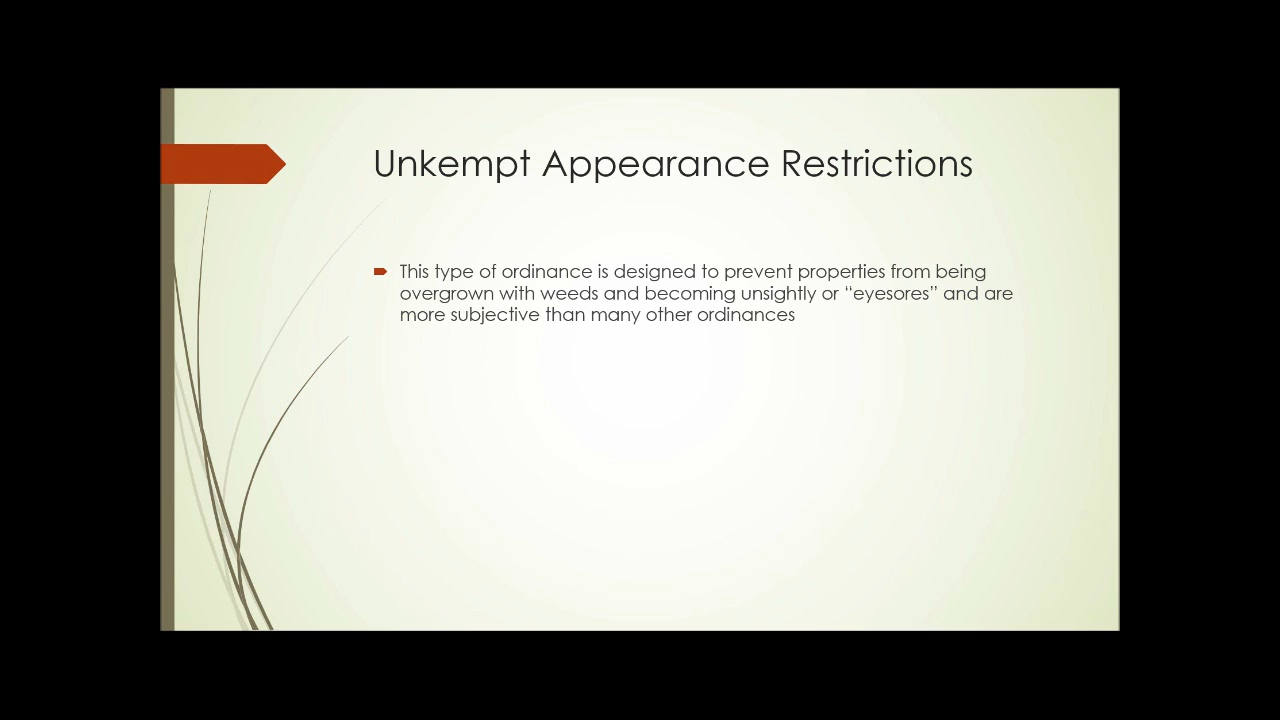 Unkempt Appearance Restrictions
This type of ordinance is designed to prevent properties from being
overgrown with weeds and becoming unsightly or “eyesores” and are
more subjective than many other ordinances